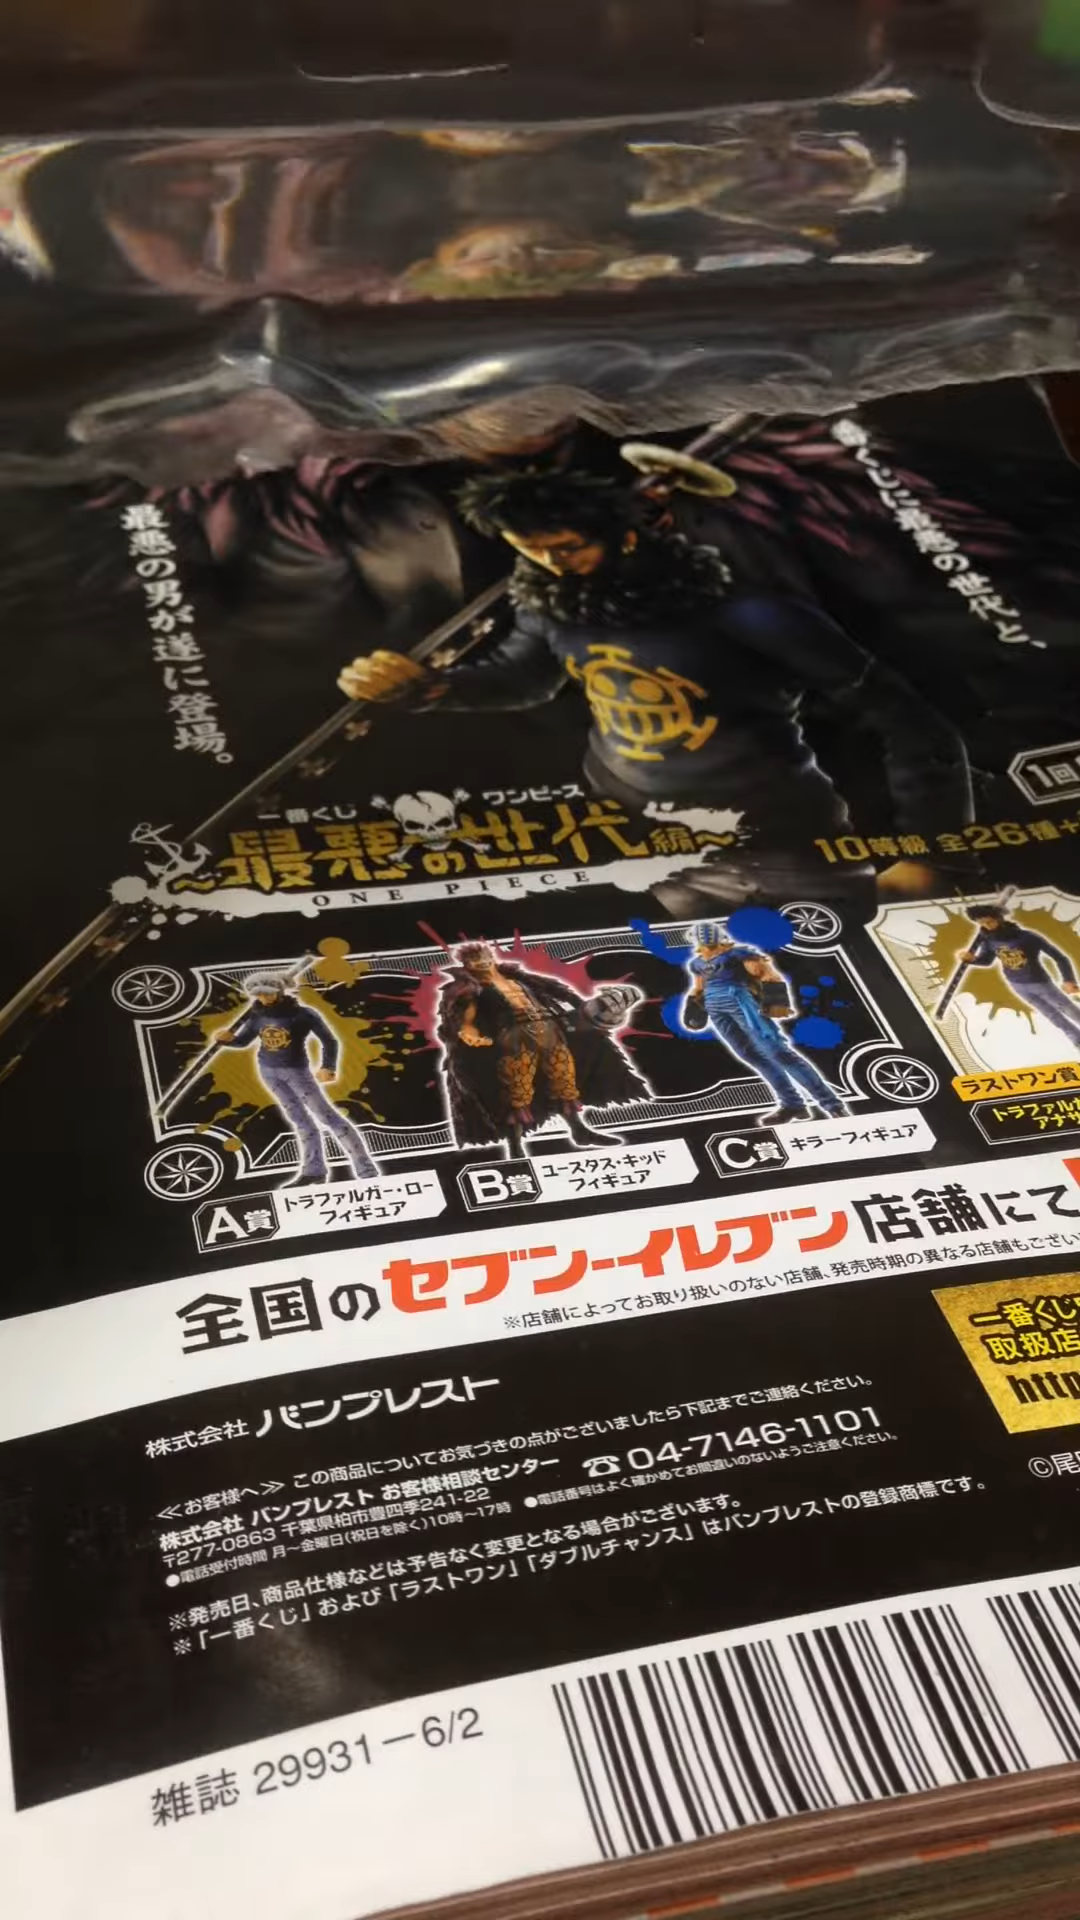 番くじに最悪の世代と、
最悪の男が遂に登場。
1回
一番くじ ワンピース
~最悪の世代編~
ONE PIECE
10等級 全26種+
A賞 トラファルガー・ロー
フィギュア
B賞 ユースタス・キッド
フィギュア
C賞 キラーフィギュア
ラストワン賞
全国のセブン-イレブン店舗にて
※店舗によってお取り扱いのない店舗、発売時期の異なる店舗もござい
一番くじ
取扱店
http
株式会社 バンプレスト
≪お客様へ≫ この商品についてお気づきの点がございましたら下記までご連絡ください。
株式会社 バンプレスト お客様相談センター ☎04-7146-1101
〒277-0863 千葉県柏市豊四季241-22
●電話番号はよく確かめてお間違いのないようご注意ください。
●電話受付時間 月〜金曜日(祝日を除く)10時〜17時
※発売日、商品仕様などは予告なく変更となる場合がございます。
※「一番くじ」および「ラストワン」「ダブルチャンス」はバンプレストの登録商標です。
©尾
雑誌 29931-6/2